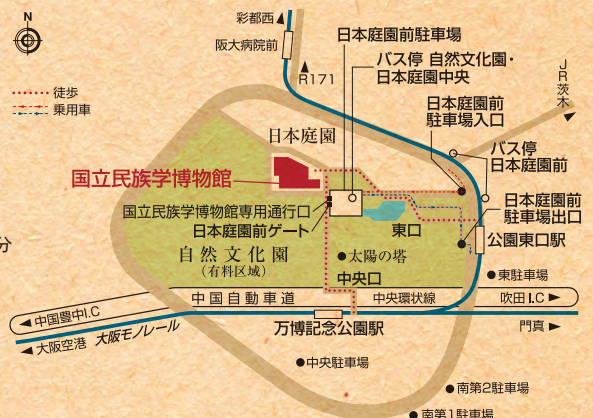 N
彩都西
阪大病院前
R171
日本庭園前駐車場
バス停 自然文化園・
日本庭園中央
JR茨木
徒歩
乗用車
日本庭園前
駐車場入口
日本庭園
バス停
日本庭園前
国立民族学博物館
国立民族学博物館専用通行口
日本庭園前ゲート
日本庭園前
駐車場出口
東口
公園東口駅
分
自然文化園
(有料区域)
太陽の塔
中央口
東駐車場
中国自動車道
中央環状線
吹田I.C
中国豊中I.C
万博記念公園駅
門真
大阪空港 大阪モノレール
中央駐車場
南第2駐車場
南第1駐車場